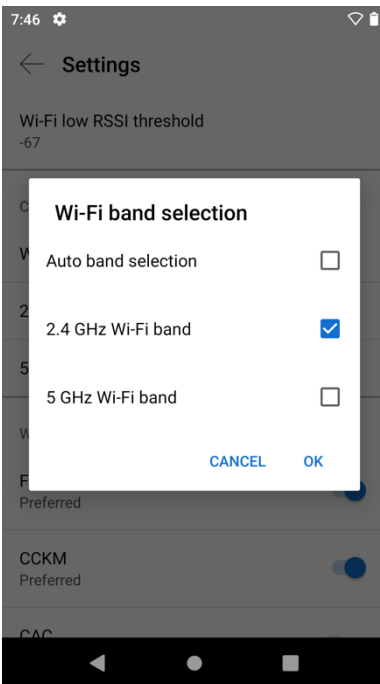 7:46
Settings
Wi-Fi low RSSI threshold
-67
Wi-Fi band selection
Auto band selection
2.4 GHz Wi-Fi band
5 GHz Wi-Fi band
CANCEL OK
Preferred
CCKM
Preferred
CAC